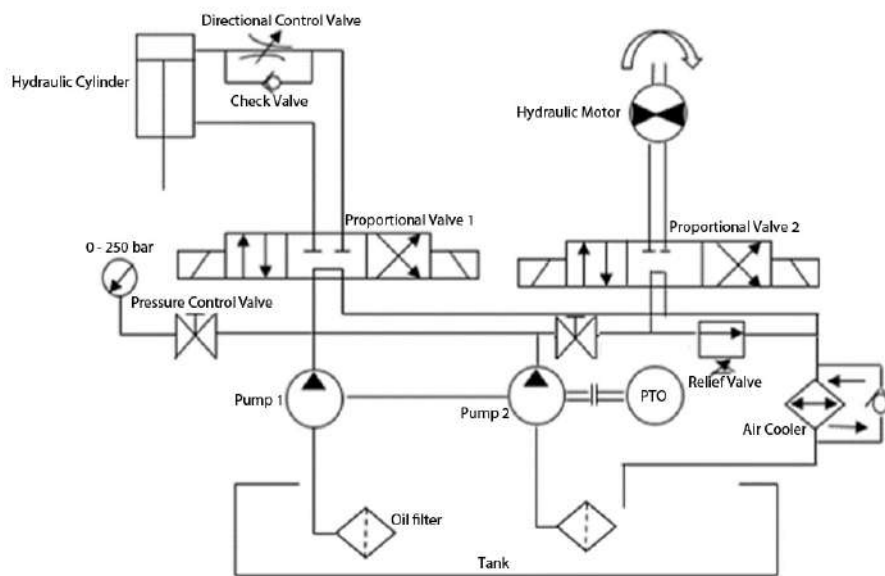 Directional Control Valve
Hydraulic Cylinder
Check Valve
Hydraulic Motor
Proportional Valve 1
Proportional Valve 2
0 - 250 bar
Pressure Control Valve
Relief Valve
Pump 1
Pump 2
PTO
Air Cooler
Oil filter
Tank